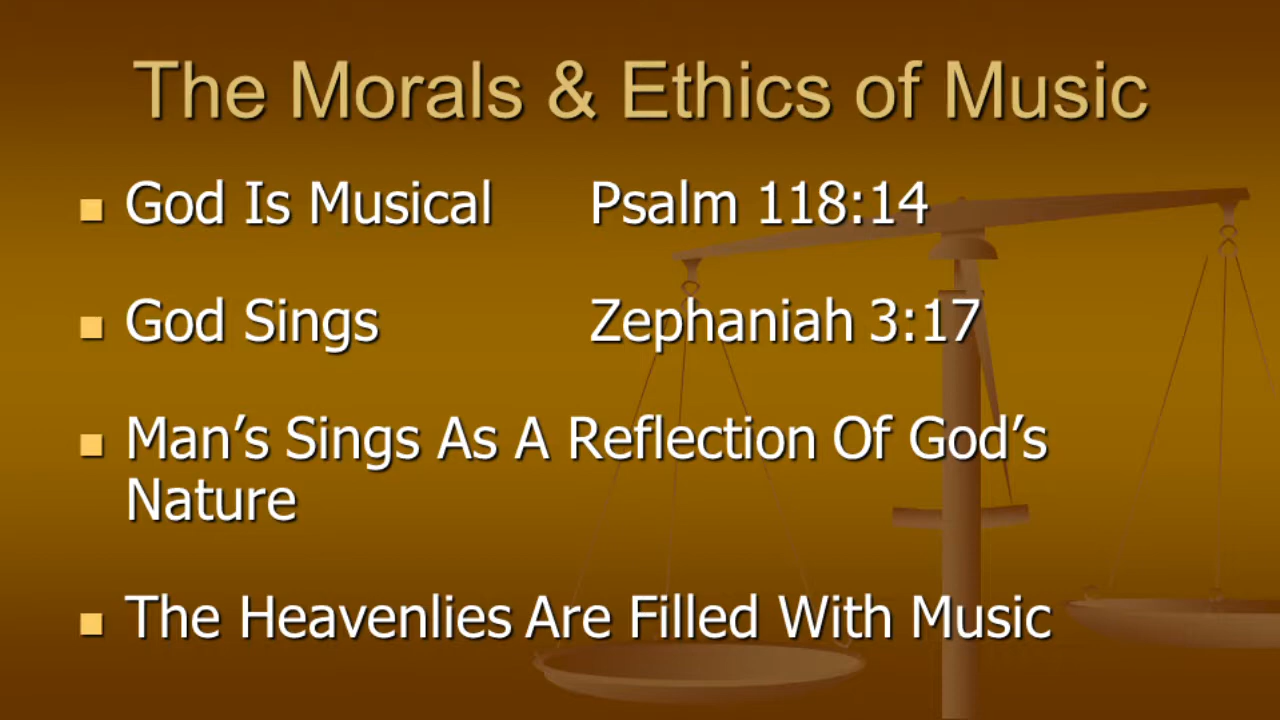 The Morals & Ethics of Music
God Is Musical Psalm 118:14
God Sings Zephaniah 3:17
Man’s Sings As A Reflection Of God’s
Nature
The Heavenlies Are Filled With Music